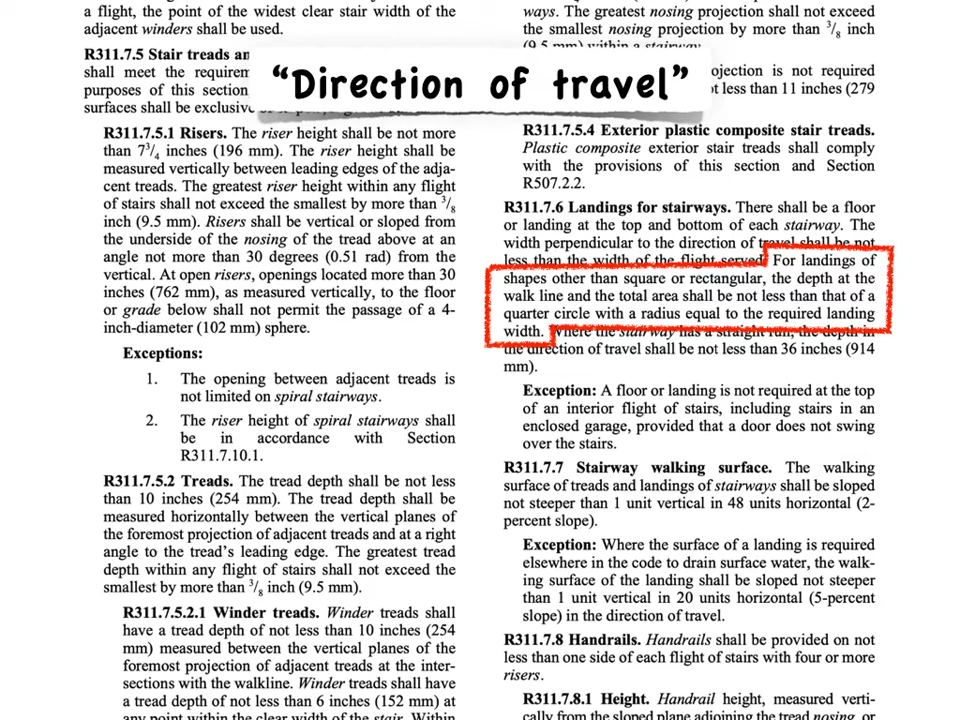 a flight, the point of the widest clear stair width of the
adjacent winders shall be used.
R311.7.5 Stair treads
shall meet the
purposes of this section
surfaces shall be
R311.7.5.1 Risers. The riser height shall be not more
than 7 3/4 inches (196 mm). The riser height shall be
measured vertically between leading edges of the adja-
cent treads. The greatest riser height within any flight
of stairs shall not exceed the smallest by more than 3/8
inch (9.5 mm). Risers shall be vertical or sloped from
the underside of the nosing of the tread above at an
angle not more than 30 degrees (0.51 rad) from the
vertical. At open risers, openings located more than 30
inches (762 mm), as measured vertically, to the floor
or grade below shall not permit the passage of a 4-
inch-diameter (102 mm) sphere.
Exceptions:
1. The opening between adjacent treads is
not limited on spiral stairways.
2. The riser height of spiral stairways shall
be in accordance with Section
R311.7.10.1.
R311.7.5.2 Treads. The tread depth shall be not less
than 10 inches (254 mm). The tread depth shall be
measured horizontally between the vertical planes of
the foremost projection of adjacent treads and at a right
angle to the tread’s leading edge. The greatest tread
depth within any flight of stairs shall not exceed the
smallest by more than 3/8 inch (9.5 mm).
R311.7.5.2.1 Winder treads. Winder treads shall
have a tread depth of not less than 10 inches (254
mm) measured between the vertical planes of the
foremost projection of adjacent treads at the inter-
sections with the walkline. Winder treads shall have
a tread depth of not less than 6 inches (152 mm) at
any point within the clear width of the stair. Within
“Direction of travel”
ways. The greatest nosing projection shall not exceed
the smallest nosing projection by more than 3/8 inch
(9.5 mm) within a stairway.
projection is not required
less than 11 inches (279
R311.7.5.4 Exterior plastic composite stair treads.
Plastic composite exterior stair treads shall comply
with the provisions of this section and Section
R507.2.2.
R311.7.6 Landings for stairways. There shall be a floor
or landing at the top and bottom of each stairway. The
width perpendicular to the direction of travel shall be not
less than the width of the flight served. For landings of
shapes other than square or rectangular, the depth at the
walk line and the total area shall be not less than that of a
quarter circle with a radius equal to the required landing
width. Where the stairway has a straight run, the depth in
the direction of travel shall be not less than 36 inches (914
mm).
Exception: A floor or landing is not required at the top
of an interior flight of stairs, including stairs in an
enclosed garage, provided that a door does not swing
over the stairs.
R311.7.7 Stairway walking surface. The walking
surface of treads and landings of stairways shall be sloped
not steeper than 1 unit vertical in 48 units horizontal (2-
percent slope).
Exception: Where the surface of a landing is required
elsewhere in the code to drain surface water, the walk-
ing surface of the landing shall be sloped not steeper
than 1 unit vertical in 20 units horizontal (5-percent
slope) in the direction of travel.
R311.7.8 Handrails. Handrails shall be provided on not
less than one side of each flight of stairs with four or more
risers.
R311.7.8.1 Height. Handrail height, measured verti-
cally from the sloped plane adjoining the tread nosing, or